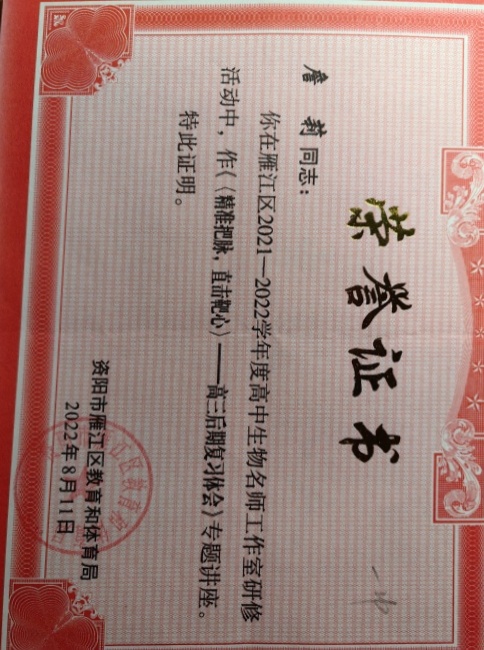 荣誉证书
詹莉同志：
你在雁江区2021—2022学年度高中生物名师工作室研修
活动中，作《〈精准把脉，直击靶心〉——高三后期复习体会》专题讲座。
特此证明。
资阳市雁江区教育和体育局
2022年8月11日